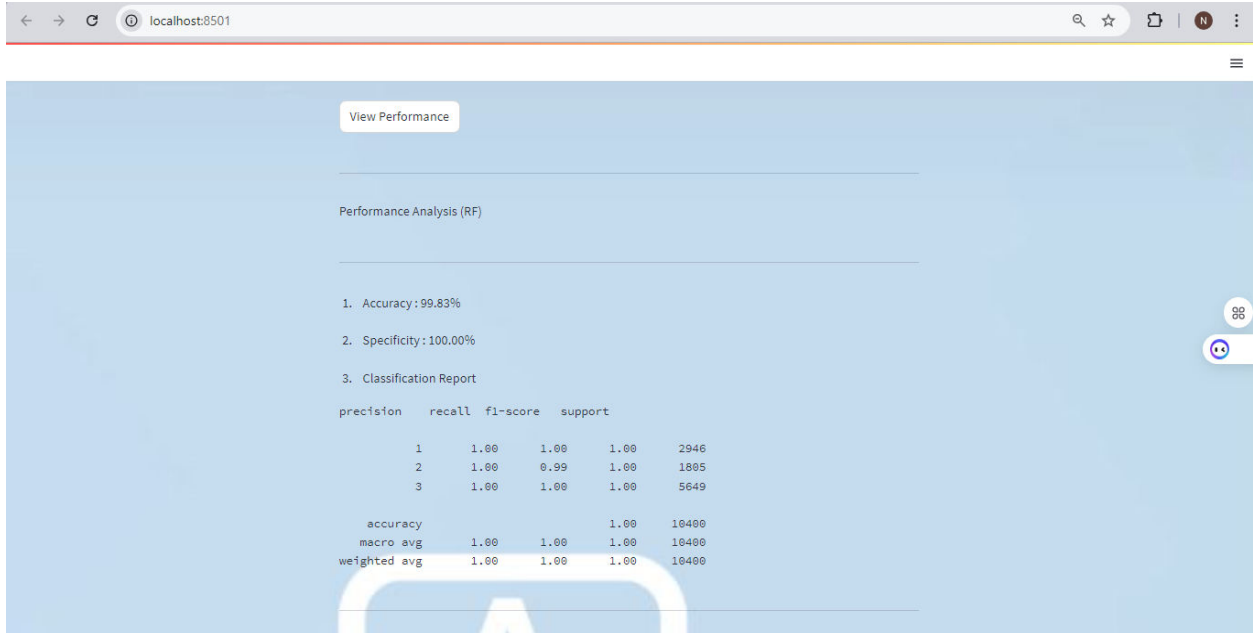 localhost:8501
N
View Performance
Performance Analysis (RF)
1. Accuracy : 99.83%
2. Specificity : 100.00%
3. Classification Report
precision recall f1-score support
1 1.00 1.00 1.00 2946
2 1.00 0.99 1.00 1805
3 1.00 1.00 1.00 5649
accuracy 1.00 10400
macro avg 1.00 1.00 1.00 10400
weighted avg 1.00 1.00 1.00 10400